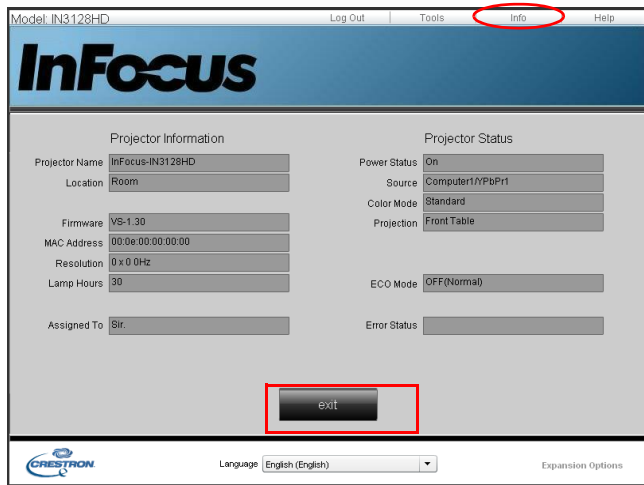 Model: IN3128HD Log Out Tools Info Help
InFocus
Projector Information
Projector Name InFocus-IN3128HD
Location Room
Firmware VS-1.30
MAC Address 00:0e:00:00:00:00
Resolution 0 x 0 0Hz
Lamp Hours 30
Assigned To Sir.
Projector Status
Power Status On
Source Computer1/YPbPr1
Color Mode Standard
Projection Front Table
ECO Mode OFF(Normal)
Error Status
exit
CRESTRON
Language English (English)
Expansion Options